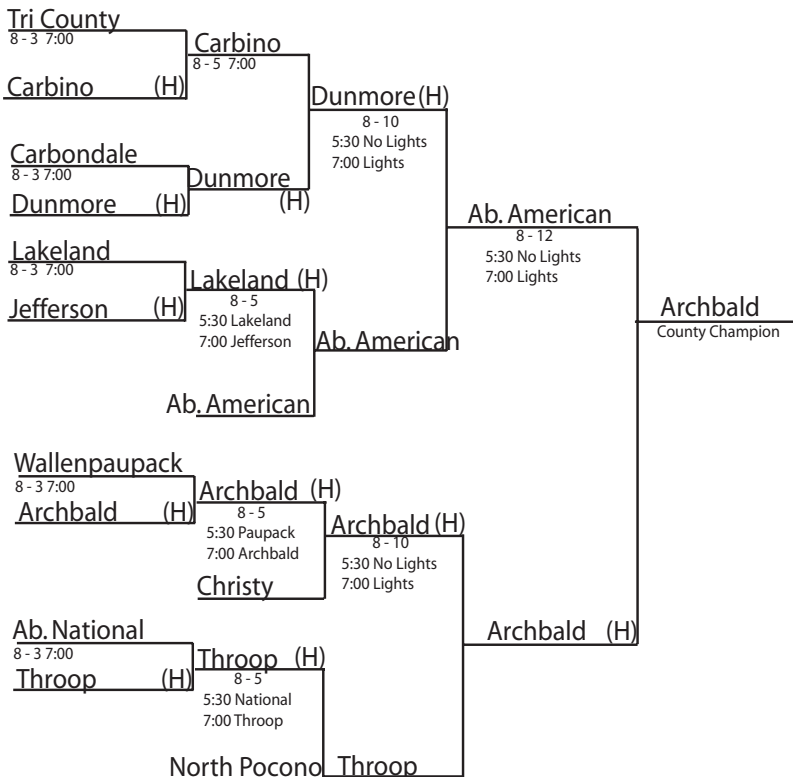 Tri County
8 - 3 7:00
Carbino (H)
Carbino
8 - 5 7:00
Carbondale
8 - 3 7:00
Dunmore (H)
Dunmore
(H)
Dunmore (H)
8 - 10
5:30 No Lights
7:00 Lights
Lakeland
8 - 3 7:00
Jefferson (H)
Lakeland (H)
8 - 5
5:30 Lakeland
7:00 Jefferson
Ab. American
Ab. American
Ab. American
8 - 12
5:30 No Lights
7:00 Lights
Archbald
County Champion
Wallenpaupack
8 - 3 7:00
Archbald (H)
Archbald (H)
8 - 5
5:30 Paupack
7:00 Archbald
Christy
Archbald (H)
8 - 10
5:30 No Lights
7:00 Lights
Ab. National
8 - 3 7:00
Throop (H)
Throop (H)
8 - 5
5:30 National
7:00 Throop
North Pocono
Throop
Archbald (H)